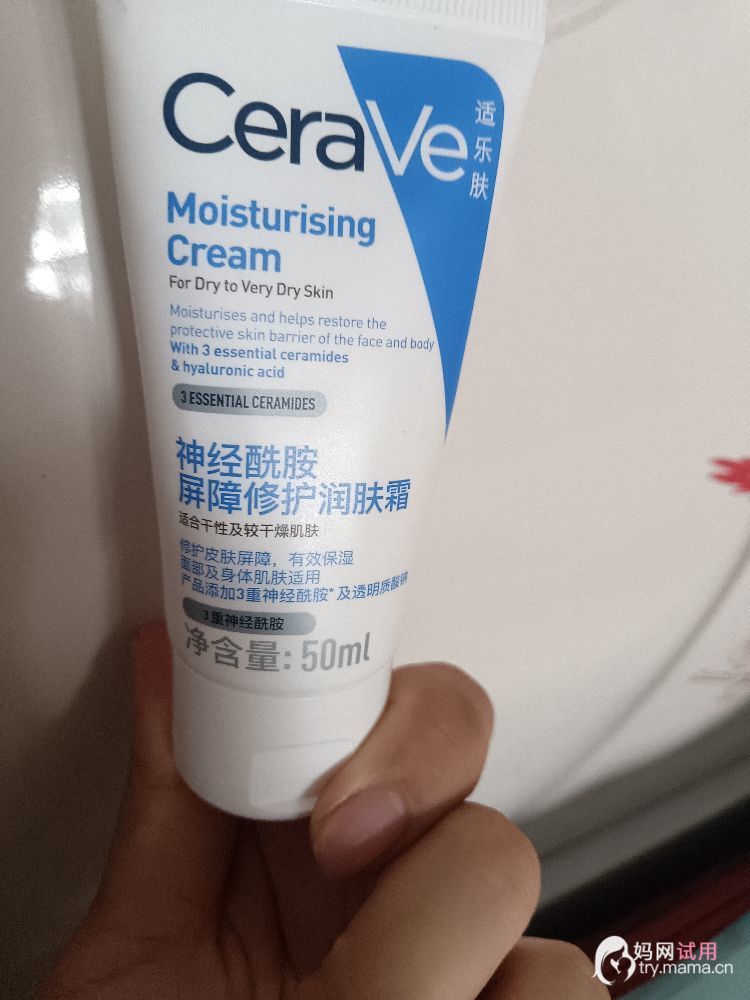 CeraVe
适乐肤
Moisturising
Cream
For Dry to Very Dry Skin
Moisturises and helps restore the
protective skin barrier of the face and body
With 3 essential ceramides
& hyaluronic acid
3 ESSENTIAL CERAMIDES
神经酰胺
屏障修护润肤霜
适合干性及较干燥肌肤
修护皮肤屏障，有效保湿
面部及身体肌肤适用
产品添加3重神经酰胺*及透明质酸钠
3重神经酰胺
净含量: 50ml
妈网试用
try.mama.cn